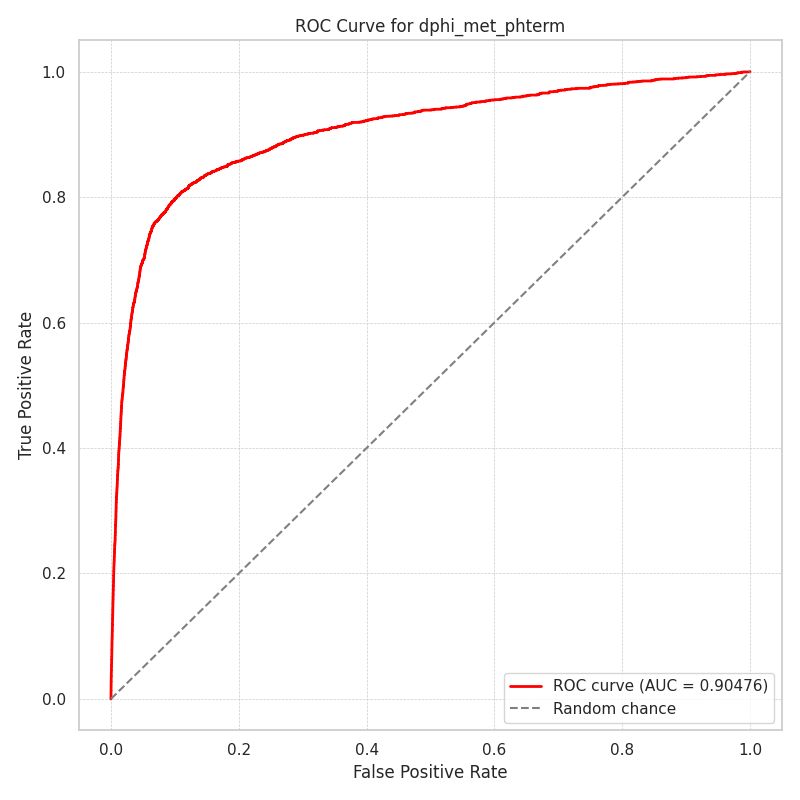 ROC Curve for dphi_met_phterm
True Positive Rate
1.0
0.8
0.6
0.4
0.2
0.0
ROC curve (AUC = 0.90476)
Random chance
0.0 0.2 0.4 0.6 0.8 1.0
False Positive Rate